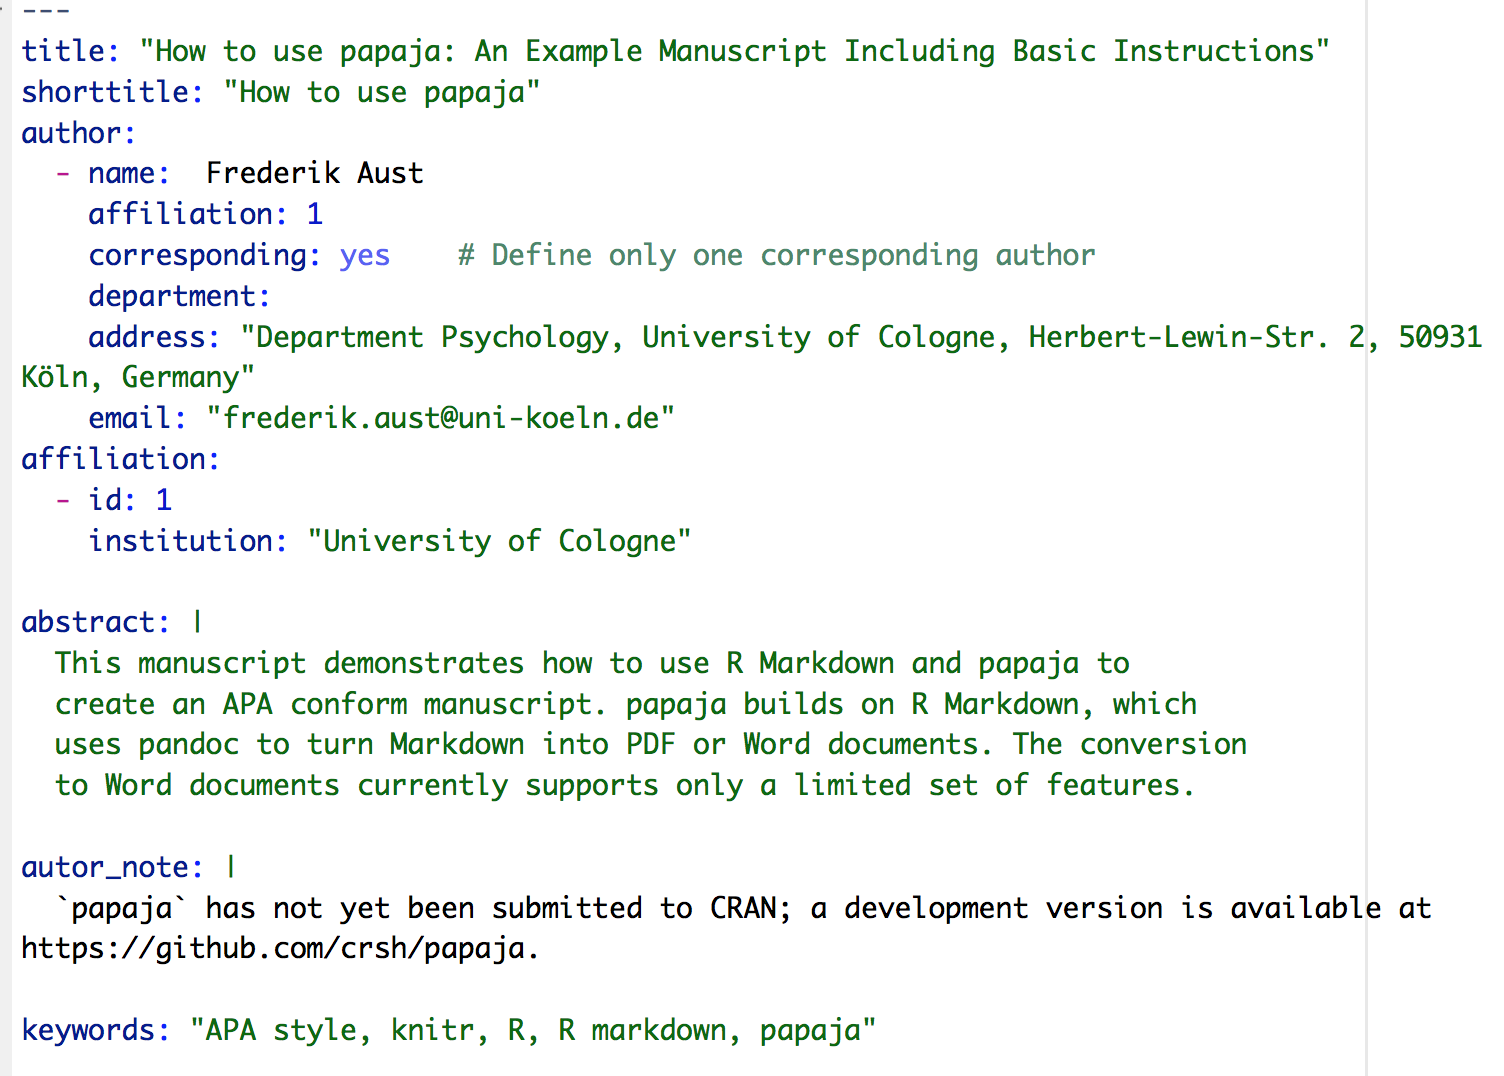 ---
title: "How to use papaja: An Example Manuscript Including Basic Instructions"
shorttitle: "How to use papaja"
author:
  - name:  Frederik Aust
    affiliation: 1
    corresponding: yes    # Define only one corresponding author
    department:
    address: "Department Psychology, University of Cologne, Herbert-Lewin-Str. 2, 50931
Köln, Germany"
    email: "frederik.aust@uni-koeln.de"
affiliation:
  - id: 1
    institution: "University of Cologne"

abstract: |
  This manuscript demonstrates how to use R Markdown and papaja to
  create an APA conform manuscript. papaja builds on R Markdown, which
  uses pandoc to turn Markdown into PDF or Word documents. The conversion
  to Word documents currently supports only a limited set of features.

autor_note: |
  `papaja` has not yet been submitted to CRAN; a development version is available at
https://github.com/crsh/papaja.

keywords: "APA style, knitr, R, R markdown, papaja"